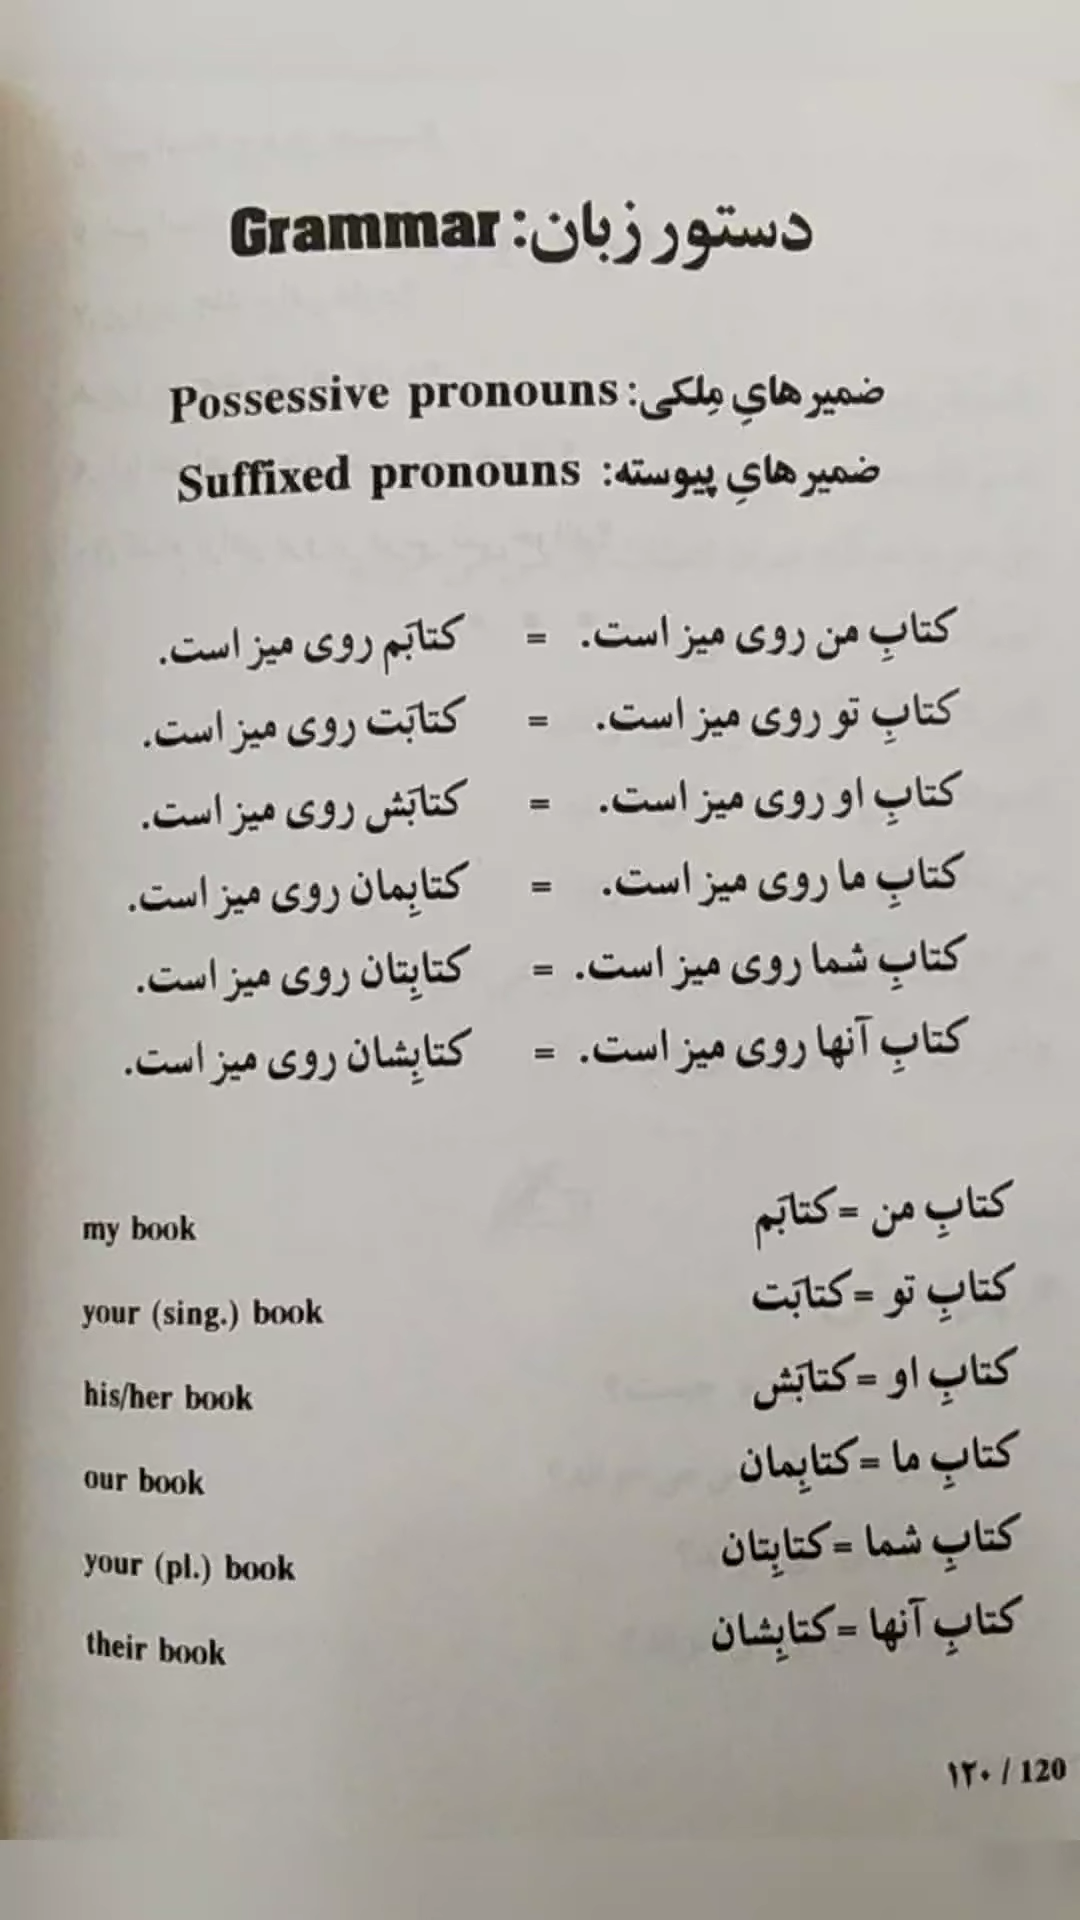 دستور زبان: Grammar
ضمیرهایِ مِلکی: Possessive pronouns
ضمیرهایِ پیوسته: Suffixed pronouns
کتابِ من روی میز است. = کتابَم روی میز است.
کتابِ تو روی میز است. = کتابَت روی میز است.
کتابِ او روی میز است. = کتابَش روی میز است.
کتابِ ما روی میز است. = کتابِمان روی میز است.
کتابِ شما روی میز است. = کتابِتان روی میز است.
کتابِ آنها روی میز است. = کتابِشان روی میز است.
کتابِ من = کتابَم my book
کتابِ تو = کتابَت your (sing.) book
کتابِ او = کتابَش his/her book
کتابِ ما = کتابِمان our book
کتابِ شما = کتابِتان your (pl.) book
کتابِ آنها = کتابِشان their book
۱۲۰ / 120